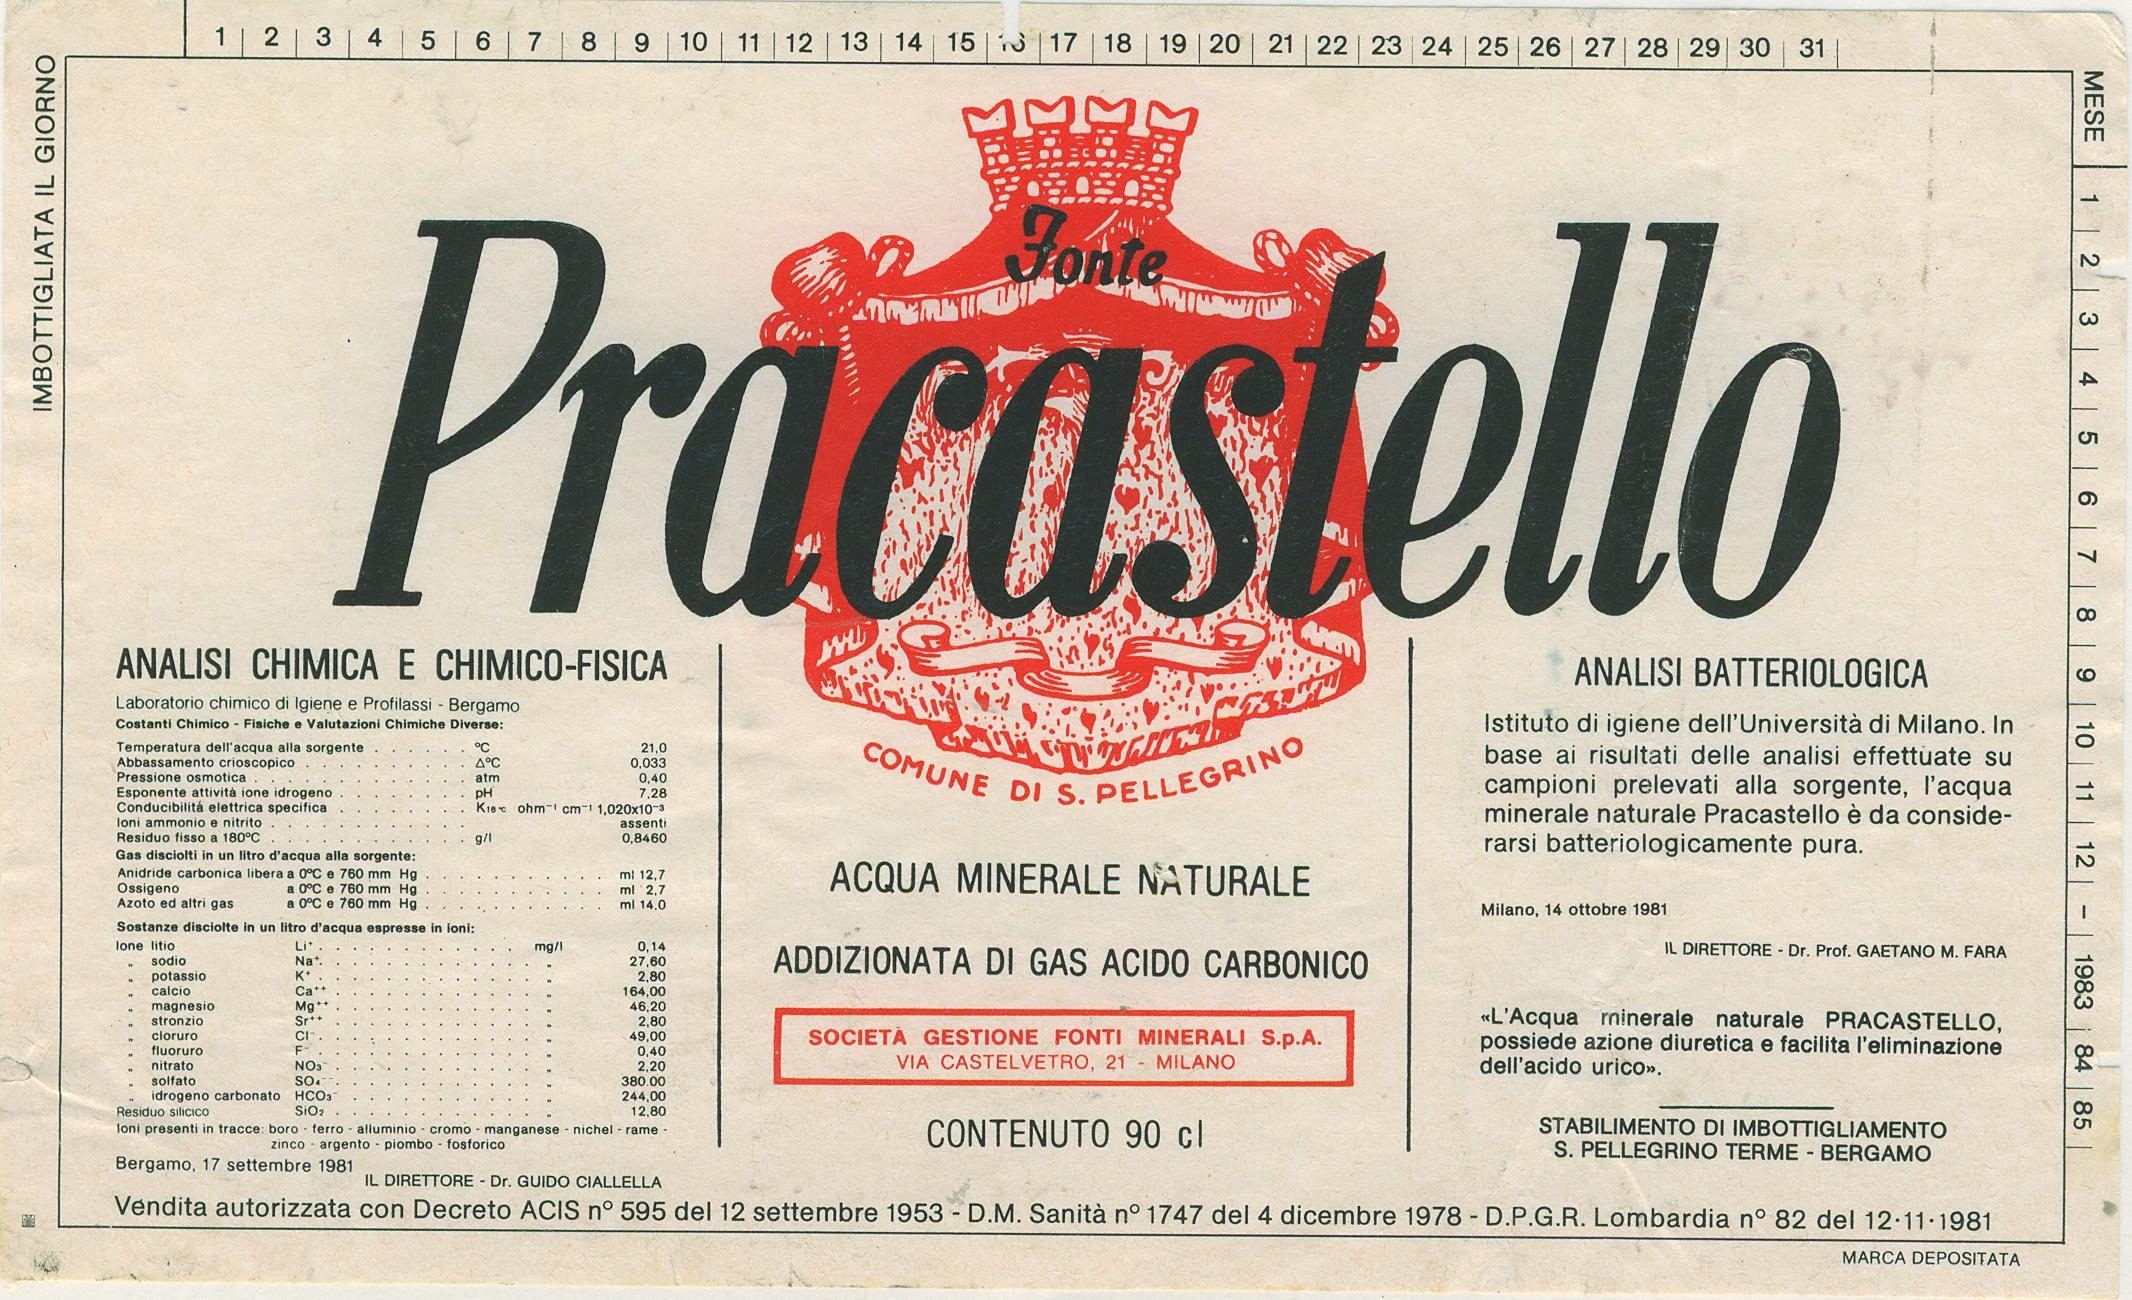 1 | 2 | 3 | 4 | 5 | 6 | 7 | 8 | 9 | 10 | 11 | 12 | 13 | 14 | 15 | 16 | 17 | 18 | 19 | 20 | 21 | 22 | 23 | 24 | 25 | 26 | 27 | 28 | 29 | 30 | 31
IMBOTTIGLIATA IL GIORNO
MESE
1 | 2 | 3 | 4 | 5 | 6 | 7 | 8 | 9 | 10 | 11 | 12 | - | 1983 | 84 | 85
Fonte
Pracastello
COMUNE DI S. PELLEGRINO
ANALISI CHIMICA E CHIMICO-FISICA
Laboratorio chimico di Igiene e Profilassi - Bergamo
Costanti Chimico - Fisiche e Valutazioni Chimiche Diverse:
Temperatura dell'acqua alla sorgente . . . . . . ºC 21,0
Abbassamento crioscopico . . . . . . . . . . ΔºC 0,033
Pressione osmotica . . . . . . . . . . . . . atm 0,40
Esponente attività ione idrogeno . . . . . . . . pH 7,28
Conducibilitá elettrica specifica . . . . . . . . K18ºC ohm⁻¹ cm⁻¹ 1,020x10⁻³
Ioni ammonio e nitrito . . . . . . . . . . . . assenti
Residuo fisso a 180ºC . . . . . . . . . . . . g/l 0,8460
Gas disciolti in un litro d'acqua alla sorgente:
Anidride carbonica libera a 0ºC e 760 mm Hg . . . . . . . . . . . ml 12,7
Ossigeno a 0ºC e 760 mm Hg . . . . . . . . . . . ml 2,7
Azoto ed altri gas a 0ºC e 760 mm Hg . . . . . . . . . . . ml 14,0
Sostanze disciolte in un litro d'acqua espresse in ioni:
Ione litio Li⁺ . . . . . . . . . . . . mg/l 0,14
„ sodio Na⁺ . . . . . . . . . . . . „ 27,60
„ potassio K⁺ . . . . . . . . . . . . „ 2,80
„ calcio Ca⁺⁺ . . . . . . . . . . . . „ 164,00
„ magnesio Mg⁺⁺ . . . . . . . . . . . . „ 46,20
„ stronzio Sr⁺⁺ . . . . . . . . . . . . „ 2,80
„ cloruro Cl⁻ . . . . . . . . . . . . „ 49,00
„ fluoruro F⁻ . . . . . . . . . . . . „ 0,40
„ nitrato NO₃⁻ . . . . . . . . . . . . „ 2,20
„ solfato SO₄⁻⁻ . . . . . . . . . . . . „ 380.00
„ idrogeno carbonato HCO₃⁻ . . . . . . . . . . . . „ 244,00
Residuo silicico SiO₂ . . . . . . . . . . . . „ 12,80
Ioni presenti in tracce: boro - ferro - alluminio - cromo - manganese - nichel - rame -
zinco - argento - piombo - fosforico
Bergamo, 17 settembre 1981
IL DIRETTORE - Dr. GUIDO CIALLELLA
ACQUA MINERALE NATURALE
ADDIZIONATA DI GAS ACIDO CARBONICO
SOCIETÀ GESTIONE FONTI MINERALI S.p.A.
VIA CASTELVETRO, 21 - MILANO
CONTENUTO 90 cl
ANALISI BATTERIOLOGICA
Istituto di igiene dell'Università di Milano. In
base ai risultati delle analisi effettuate su
campioni prelevati alla sorgente, l'acqua
minerale naturale Pracastello è da conside-
rarsi batteriologicamente pura.
Milano, 14 ottobre 1981
IL DIRETTORE - Dr. Prof. GAETANO M. FARA
«L'Acqua minerale naturale PRACASTELLO,
possiede azione diuretica e facilita l'eliminazione
dell'acido urico».
STABILIMENTO DI IMBOTTIGLIAMENTO
S. PELLEGRINO TERME - BERGAMO
Vendita autorizzata con Decreto ACIS nº 595 del 12 settembre 1953 - D.M. Sanità nº 1747 del 4 dicembre 1978 - D.P.G.R. Lombardia nº 82 del 12·11·1981
MARCA DEPOSITATA